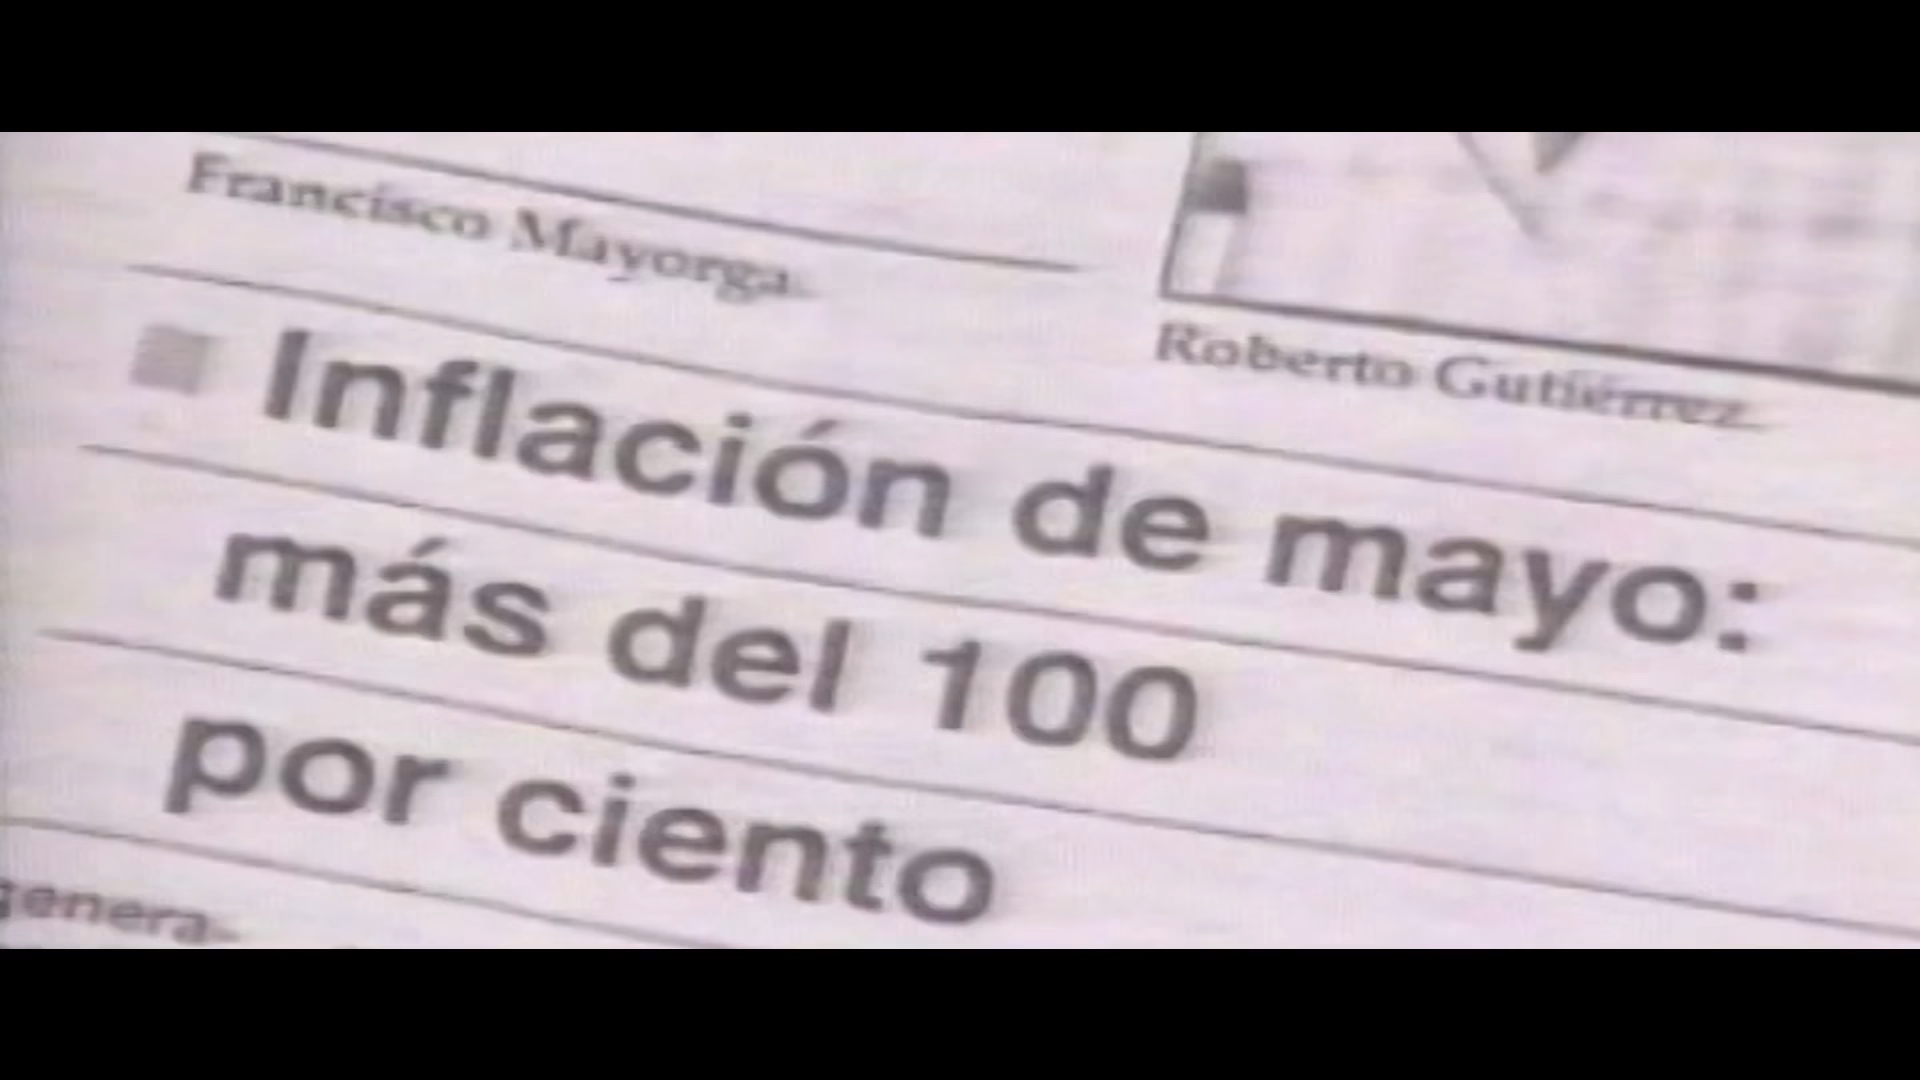 Francisco Mayorga
Roberto Gutiérrez
Inflación de mayo:
más del 100
por ciento
genera-